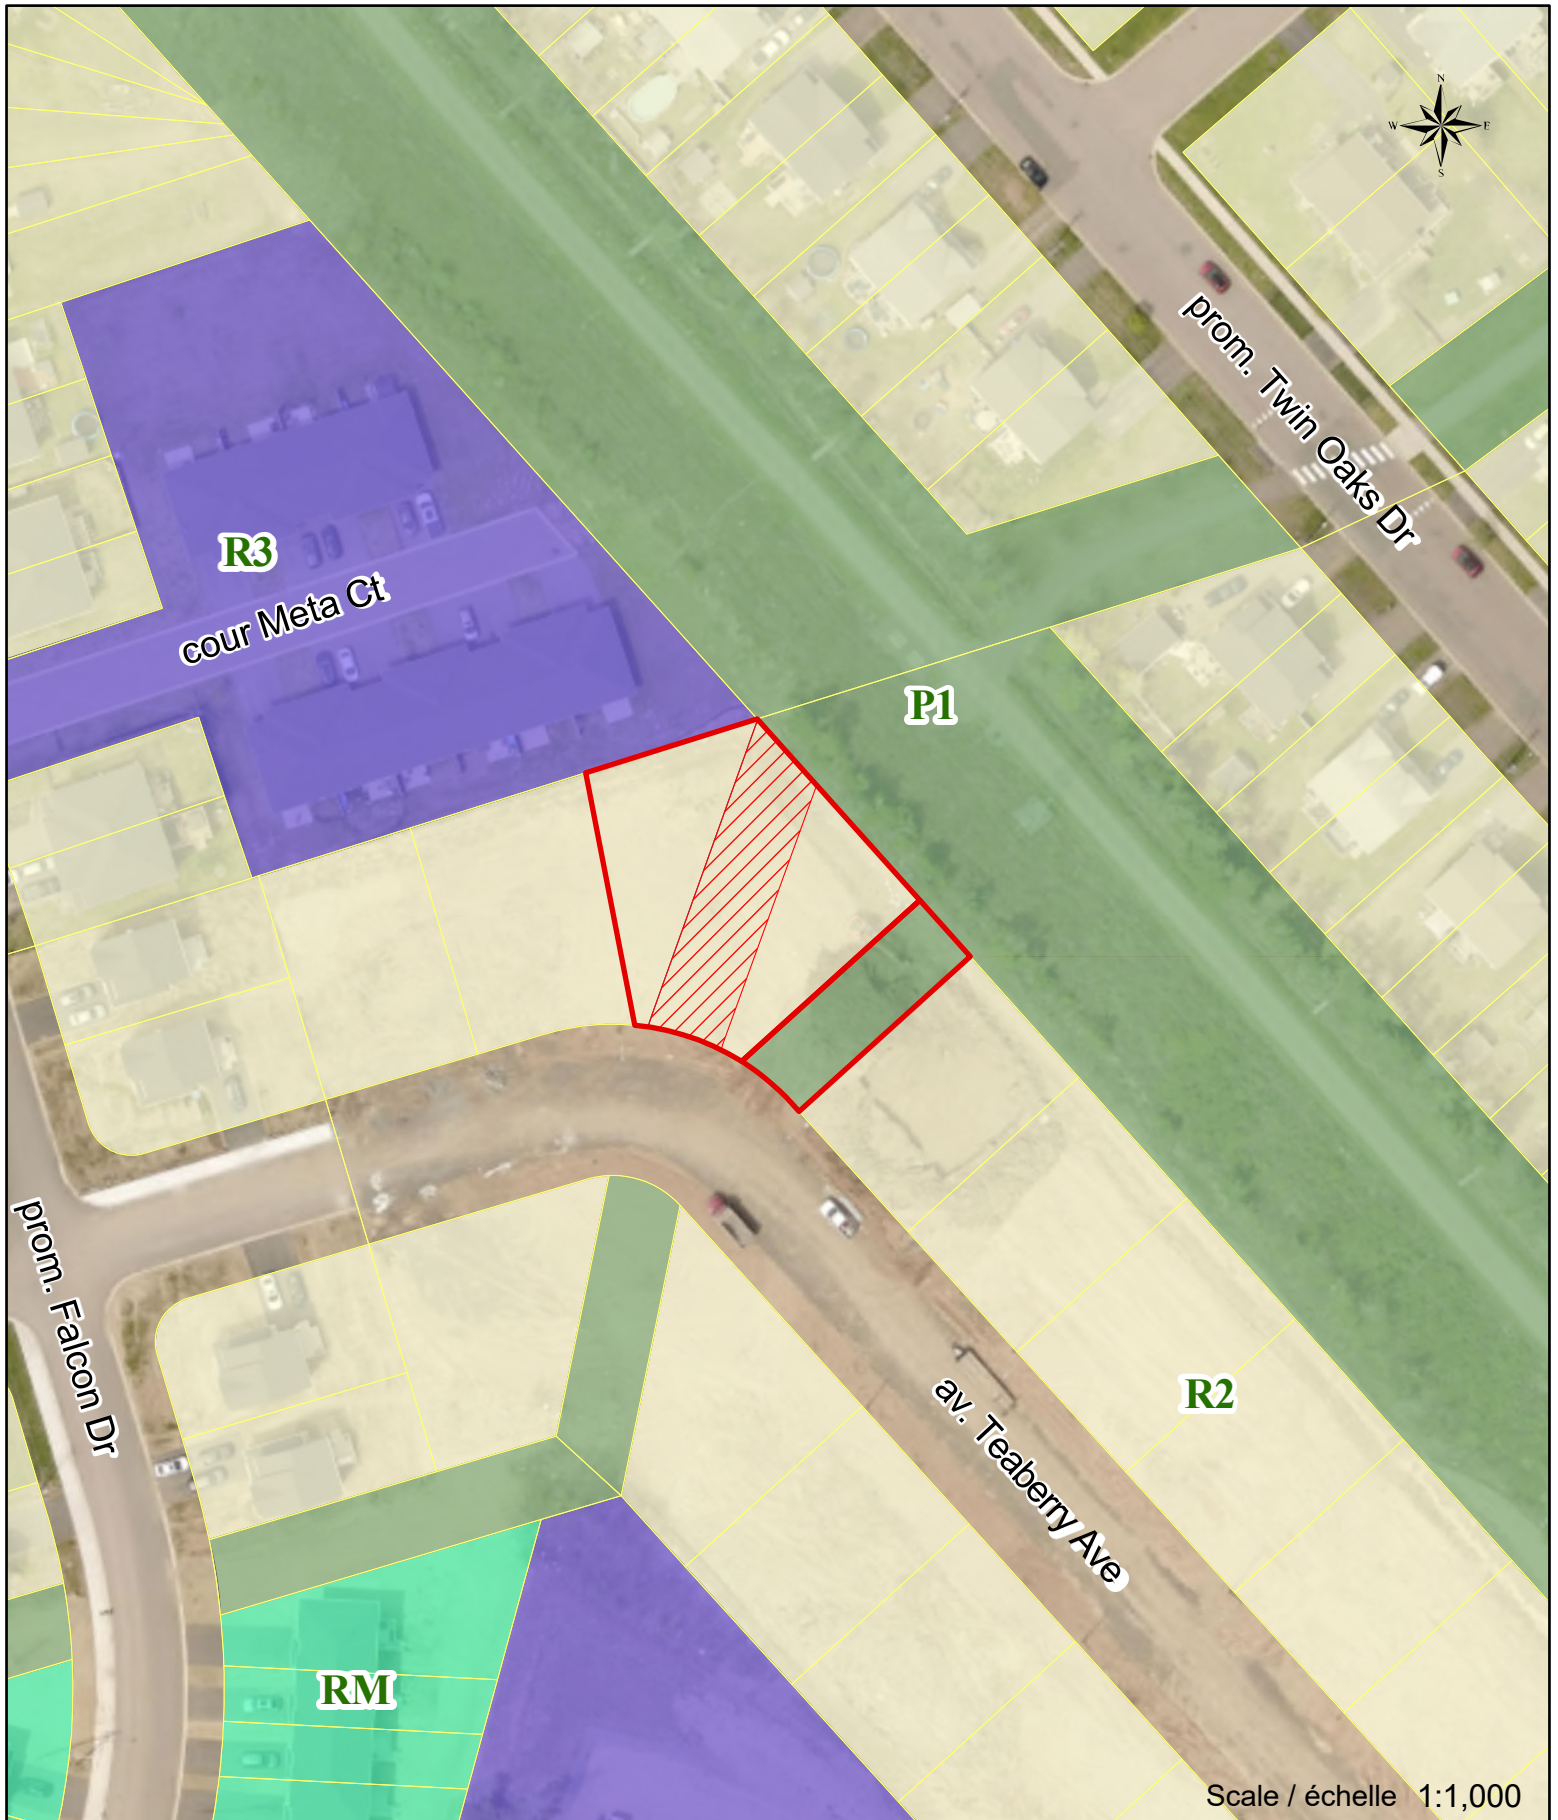 N
W E
S
prom. Twin Oaks Dr
R3
cour Meta Ct
P1
prom. Falcon Dr
R2
av. Teaberry Ave
RM
Scale / échelle 1:1,000